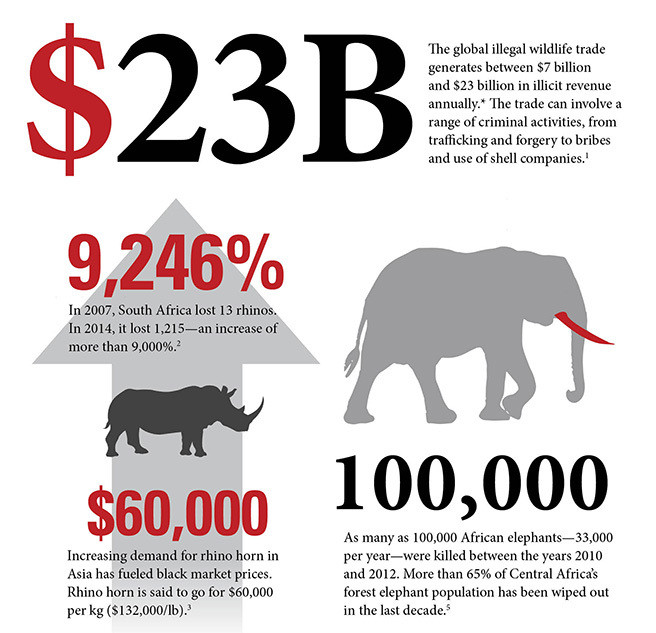 $23B
The global illegal wildlife trade
generates between $7 billion
and $23 billion in illicit revenue
annually.* The trade can involve a
range of criminal activities, from
trafficking and forgery to bribes
and use of shell companies.¹
9,246%
In 2007, South Africa lost 13 rhinos.
In 2014, it lost 1,215—an increase of
more than 9,000%.²
$60,000
Increasing demand for rhino horn in
Asia has fueled black market prices.
Rhino horn is said to go for $60,000
per kg ($132,000/lb).³
100,000
As many as 100,000 African elephants—33,000
per year—were killed between the years 2010
and 2012. More than 65% of Central Africa’s
forest elephant population has been wiped out
in the last decade.⁵